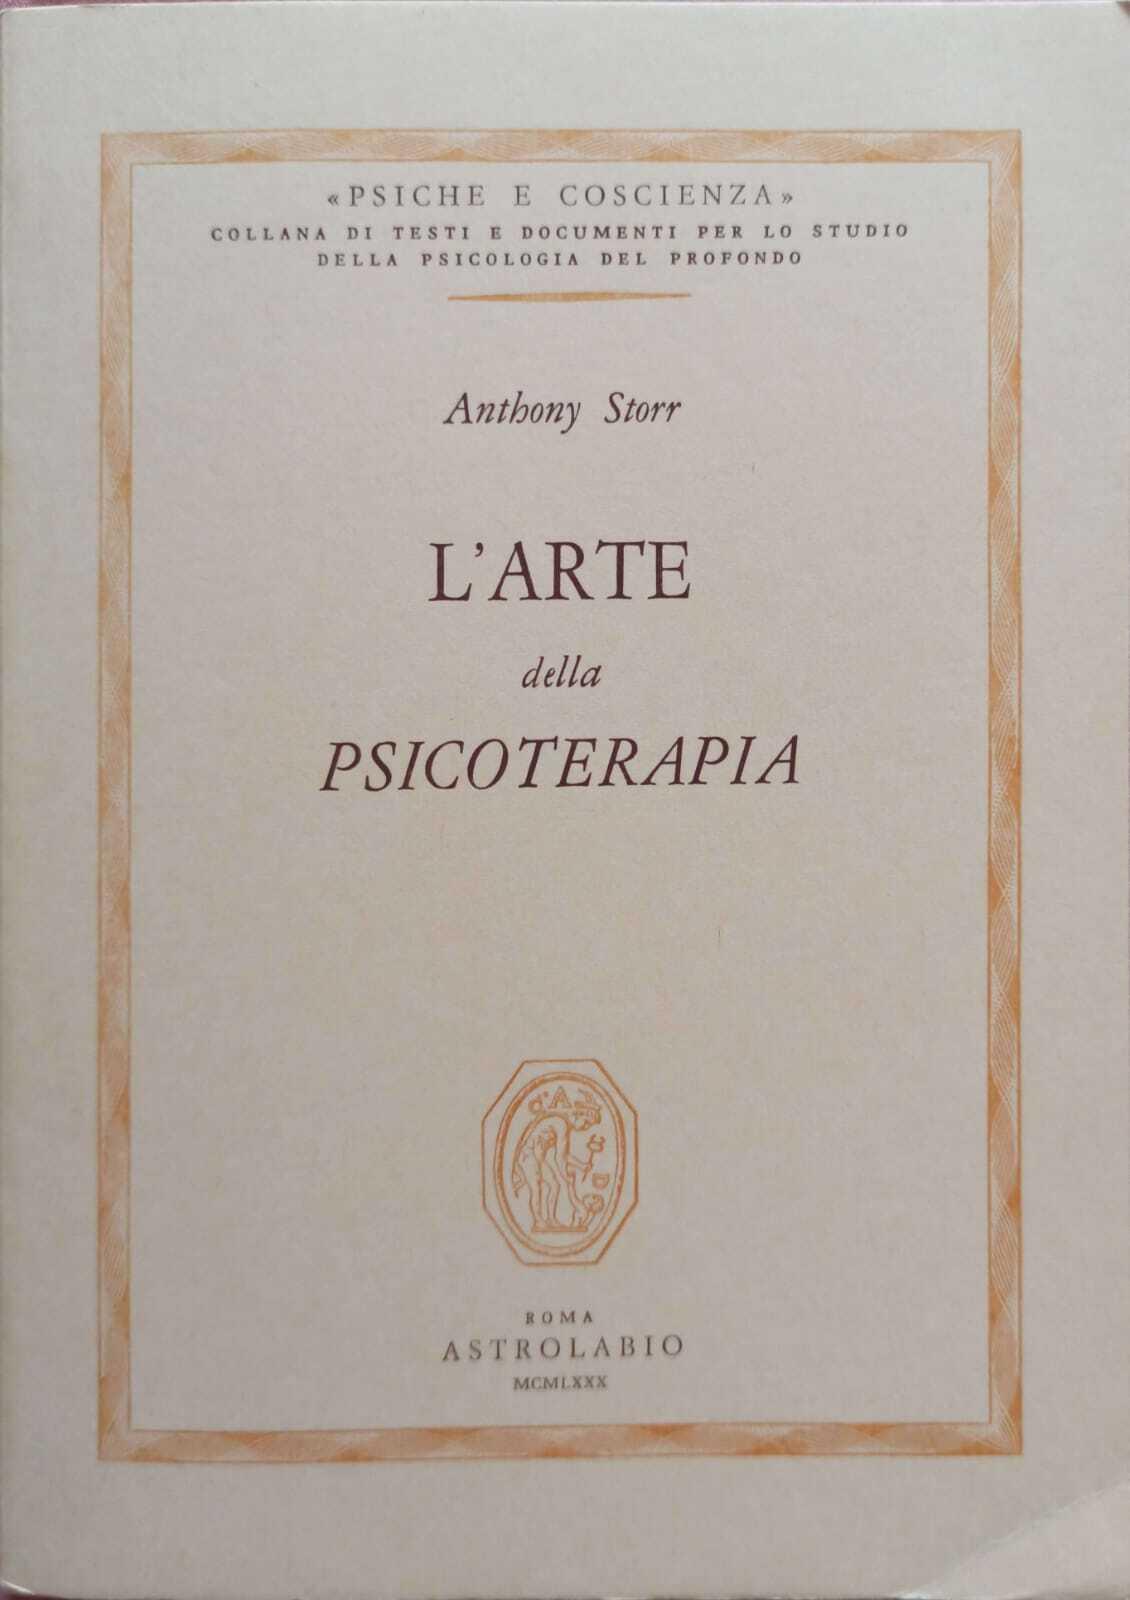 «PSICHE E COSCIENZA»
COLLANA DI TESTI E DOCUMENTI PER LO STUDIO
DELLA PSICOLOGIA DEL PROFONDO
Anthony Storr
L'ARTE
della
PSICOTERAPIA
ROMA
ASTROLABIO
MCMLXXX